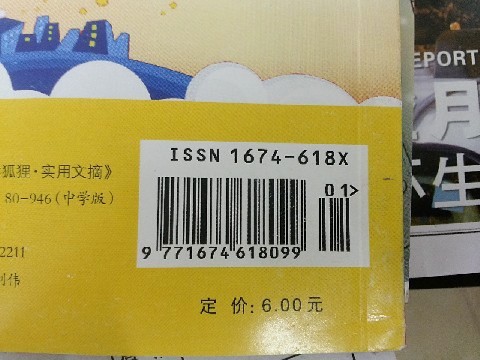 EPORT
ISSN 1674-618X
狐狸·实用文摘》
80-946(中学版)
01>
2211
伟
9 771674 618099
定 价: 6.00元
生